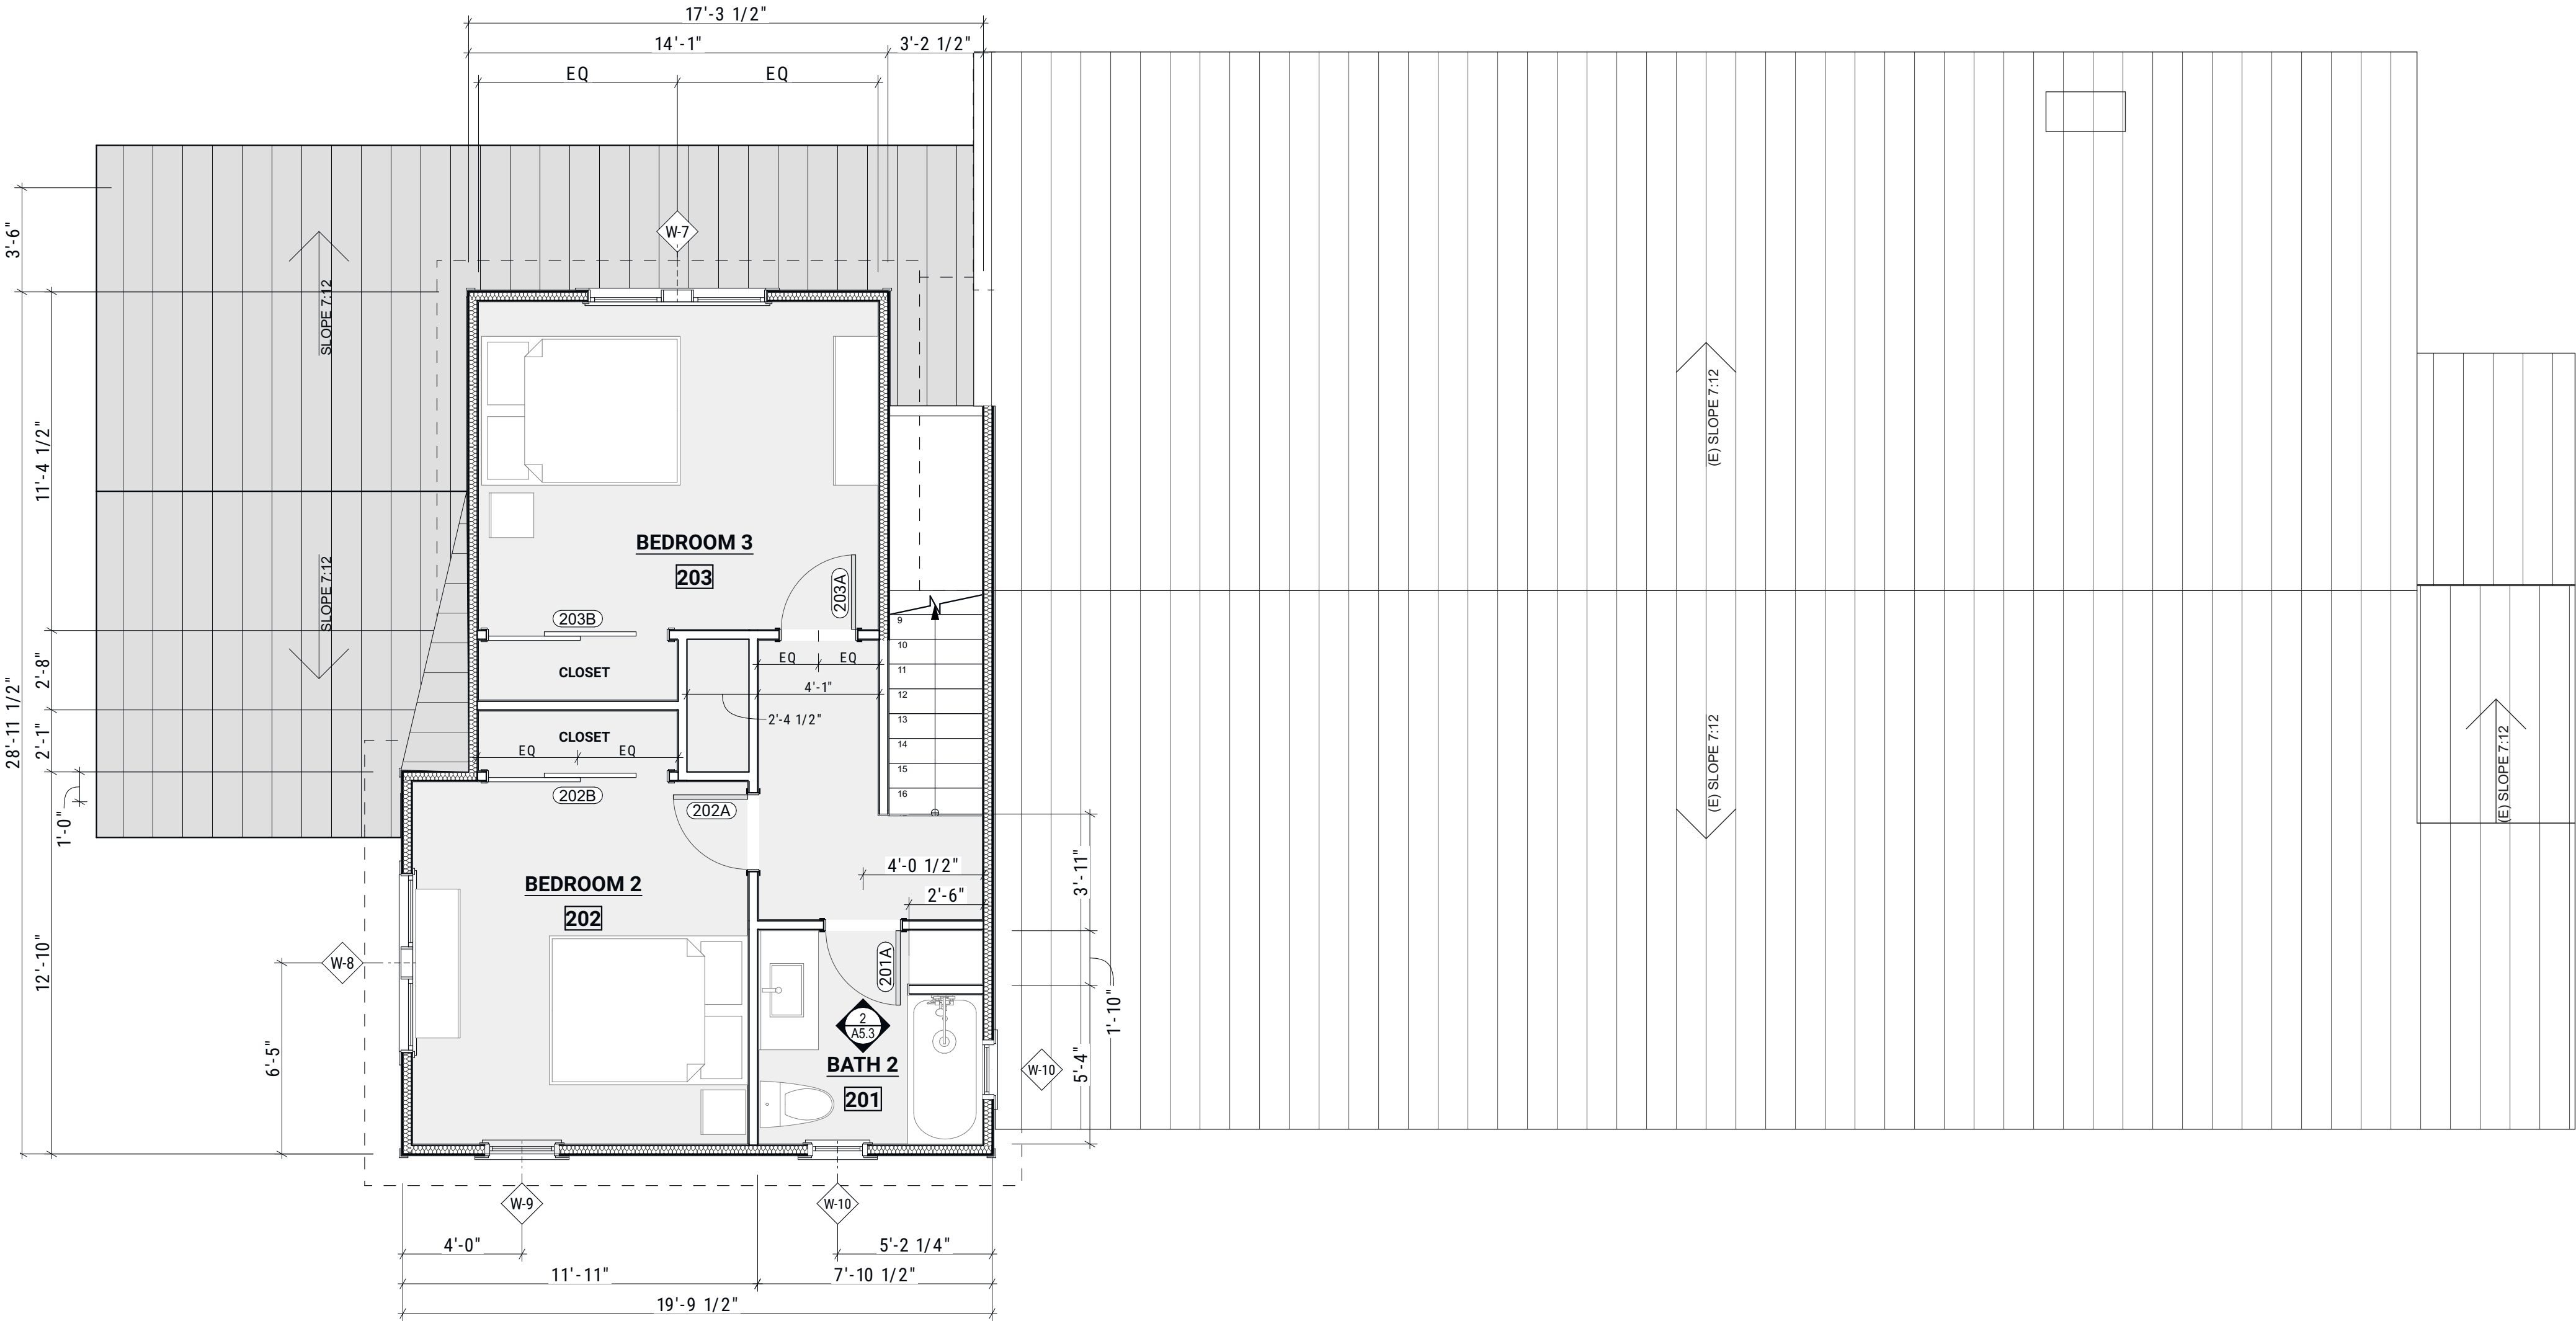 17'-3 1/2"
14'-1"
3'-2 1/2"
EQ
EQ
W-7
3'-6"
SLOPE 7:12
(E) SLOPE 7:12
11'-4 1/2"
BEDROOM 3
203
203A
203B
SLOPE 7:12
9
10
11
12
13
14
15
16
EQ
EQ
4'-1"
2'-4 1/2"
CLOSET
CLOSET
EQ
EQ
2'-8"
28'-11 1/2"
2'-1"
1'-0"
202B
202A
(E) SLOPE 7:12
(E) SLOPE 7:12
4'-0 1/2"
2'-6"
3'-11"
BEDROOM 2
202
12'-10"
W-8
201A
1'-10"
2
A5.3
BATH 2
201
6'-5"
5'-4"
W-10
W-9
W-10
4'-0"
5'-2 1/4"
11'-11"
7'-10 1/2"
19'-9 1/2"